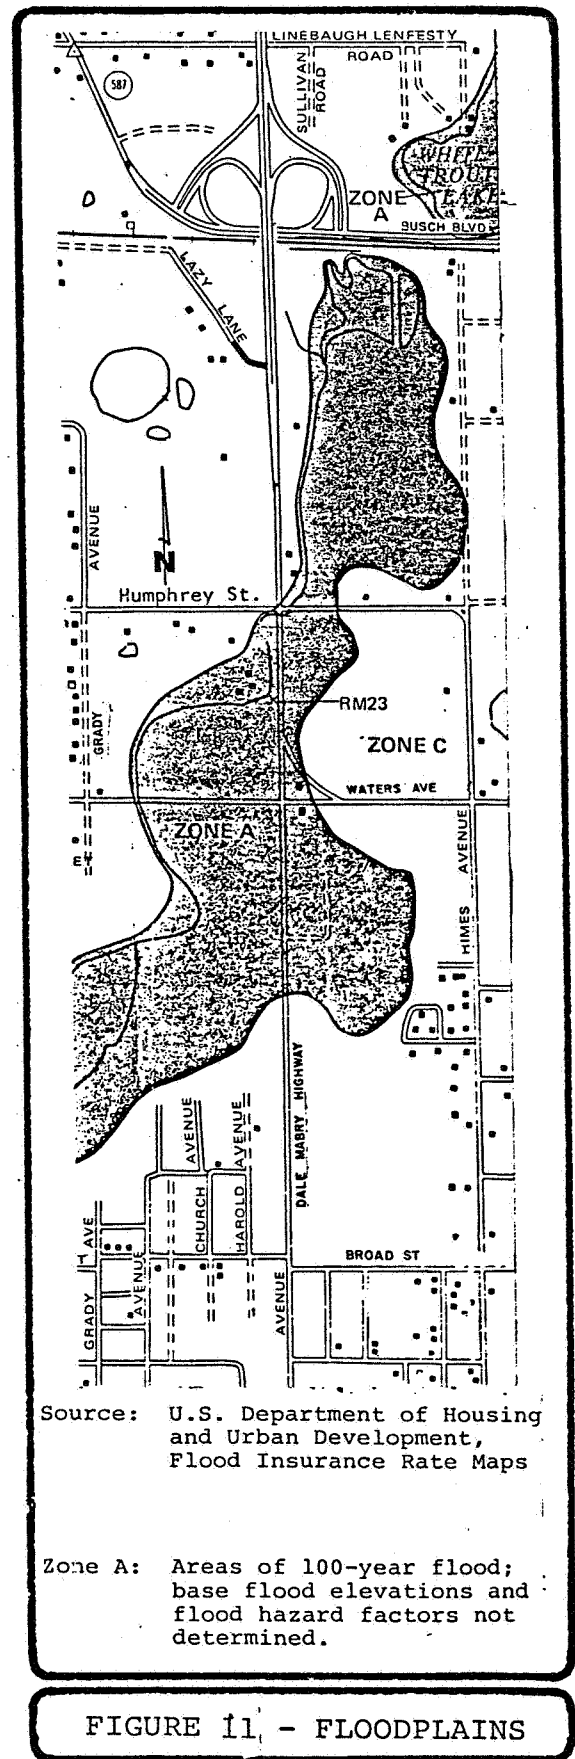 LINEBAUGH LENFESTY
ROAD
SULLIVAN
ROAD
587
WHITE
TROUT
LAKE
ZONE
A
BUSCH BLVD
LAZY LANE
AVENUE
N
Humphrey St.
RM23
GRADY
ZONE C
WATERS AVE
ZONE A
HIMES AVENUE
DALE MABRY HIGHWAY
AVENUE
CHURCH
HAROLD AVENUE
AVE
GRADY
AVENUE
AVENUE
BROAD ST
Source: U.S. Department of Housing
and Urban Development,
Flood Insurance Rate Maps
Zone A: Areas of 100-year flood;
base flood elevations and
flood hazard factors not
determined.
FIGURE 11 - FLOODPLAINS